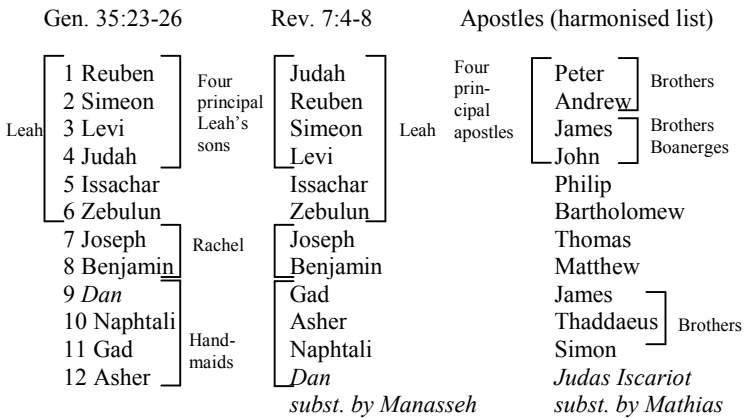 Gen. 35:23-26 Rev. 7:4-8 Apostles (harmonised list)
1 Reuben
2 Simeon
3 Levi
4 Judah
5 Issachar
6 Zebulun
7 Joseph
8 Benjamin
9 Dan
10 Naphtali
11 Gad
12 Asher
Leah
Four
principal
Leah's
sons
Rachel
Hand-
maids
Judah
Reuben
Simeon
Levi
Issachar
Zebulun
Joseph
Benjamin
Gad
Asher
Naphtali
Dan
subst. by Manasseh
Leah
Four
prin-
cipal
apostles
Peter
Andrew
James
John
Philip
Bartholomew
Thomas
Matthew
James
Thaddaeus
Simon
Judas Iscariot
subst. by Mathias
Brothers
Brothers
Boanerges
Brothers